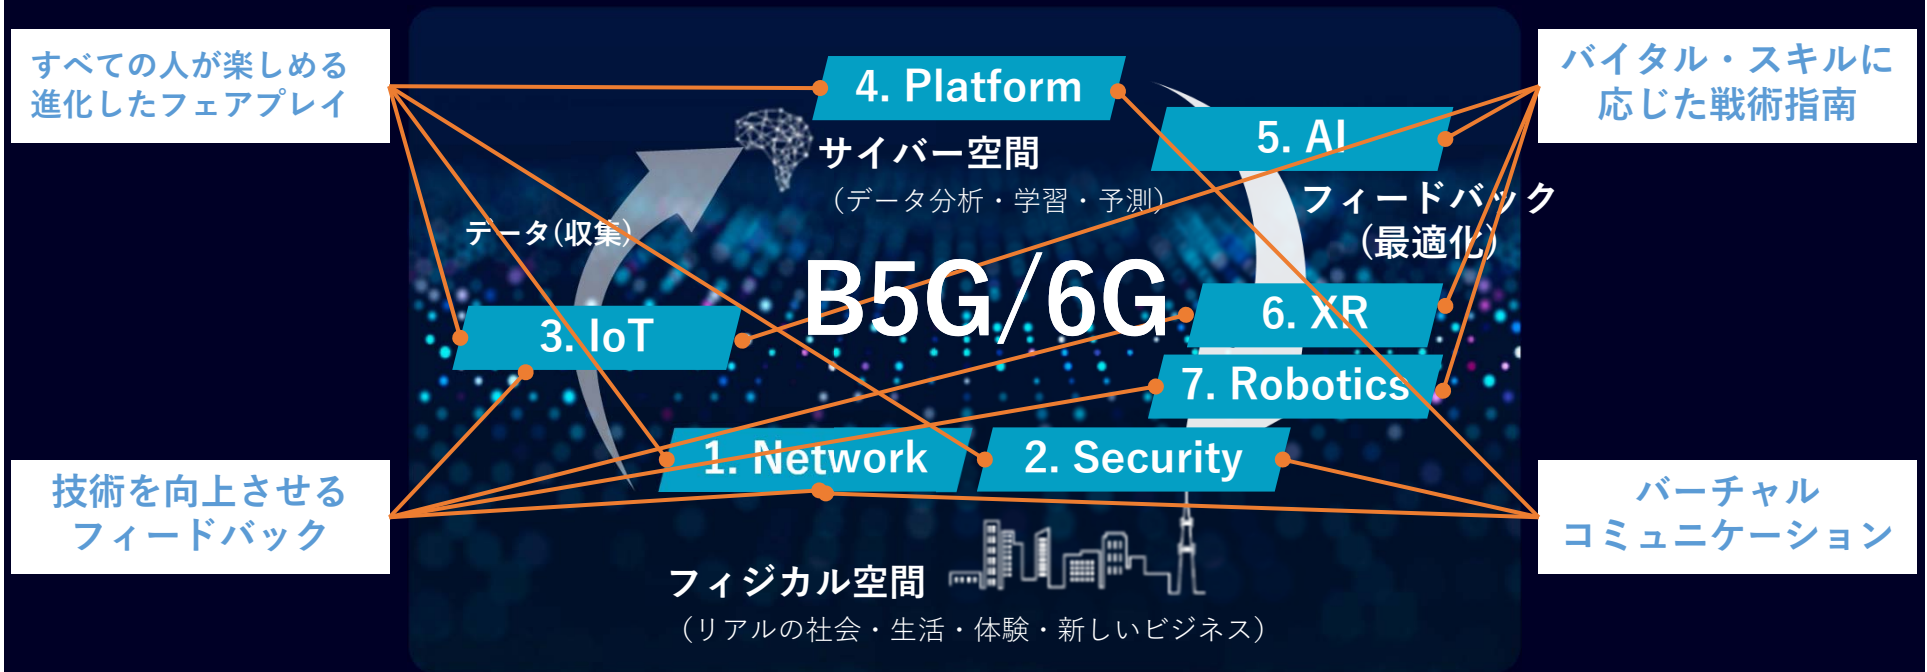 すべての人が楽しめる
進化したフェアプレイ
4. Platform
バイタル・スキルに
応じた戦術指南
5. AI
サイバー空間
（データ分析・学習・予測）
フィードバック
（最適化）
データ(収集)
B5G/6G
3. IoT
6. XR
7. Robotics
1. Network
2. Security
技術を向上させる
フィードバック
バーチャル
コミュニケーション
フィジカル空間
（リアルの社会・生活・体験・新しいビジネス）